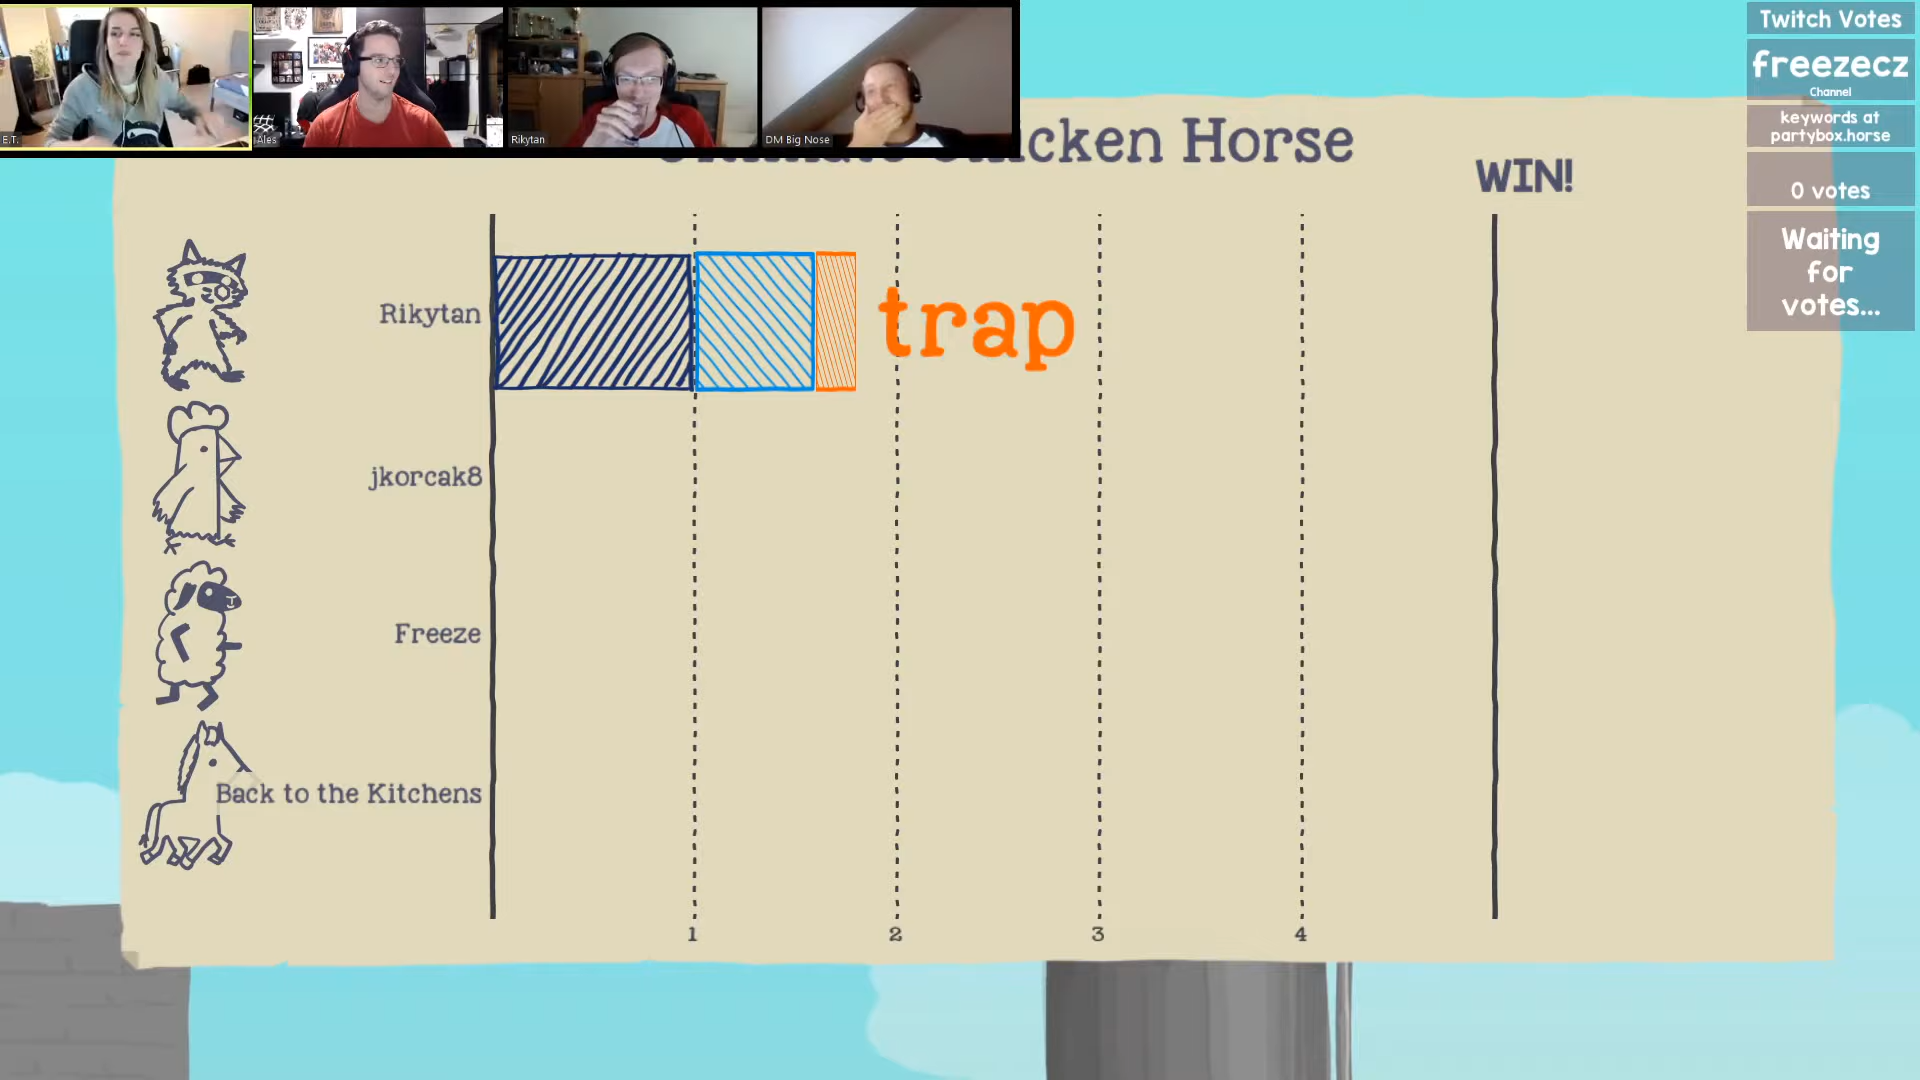 E.T.
Ales
Rikytan
DM Big Nose
Twitch Votes
freezecz
Channel
keywords at
partybox.horse
0 votes
Waiting
for
votes...
Chicken Horse
WIN!
Rikytan
trap
jkorcak8
Freeze
Back to the Kitchens
1
2
3
4